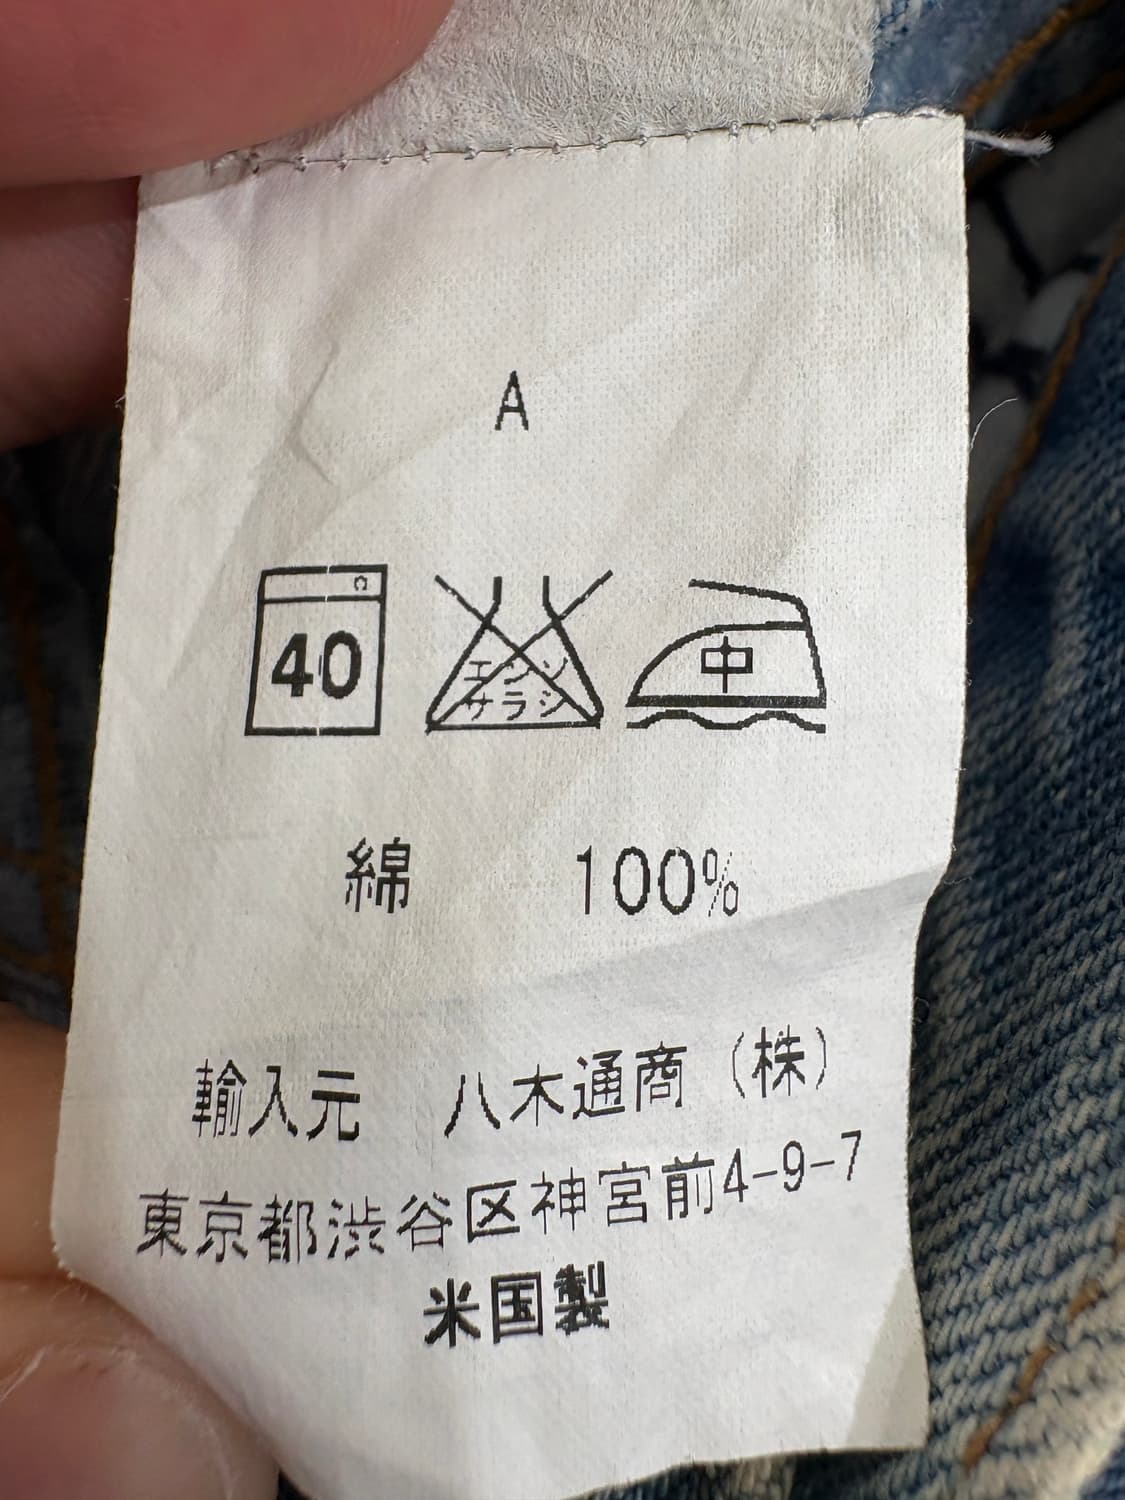 A
40
中
エンソ
サラシ
綿 100%
輸入元 八木通商(株)
東京都渋谷区神宮前4-9-7
米国製